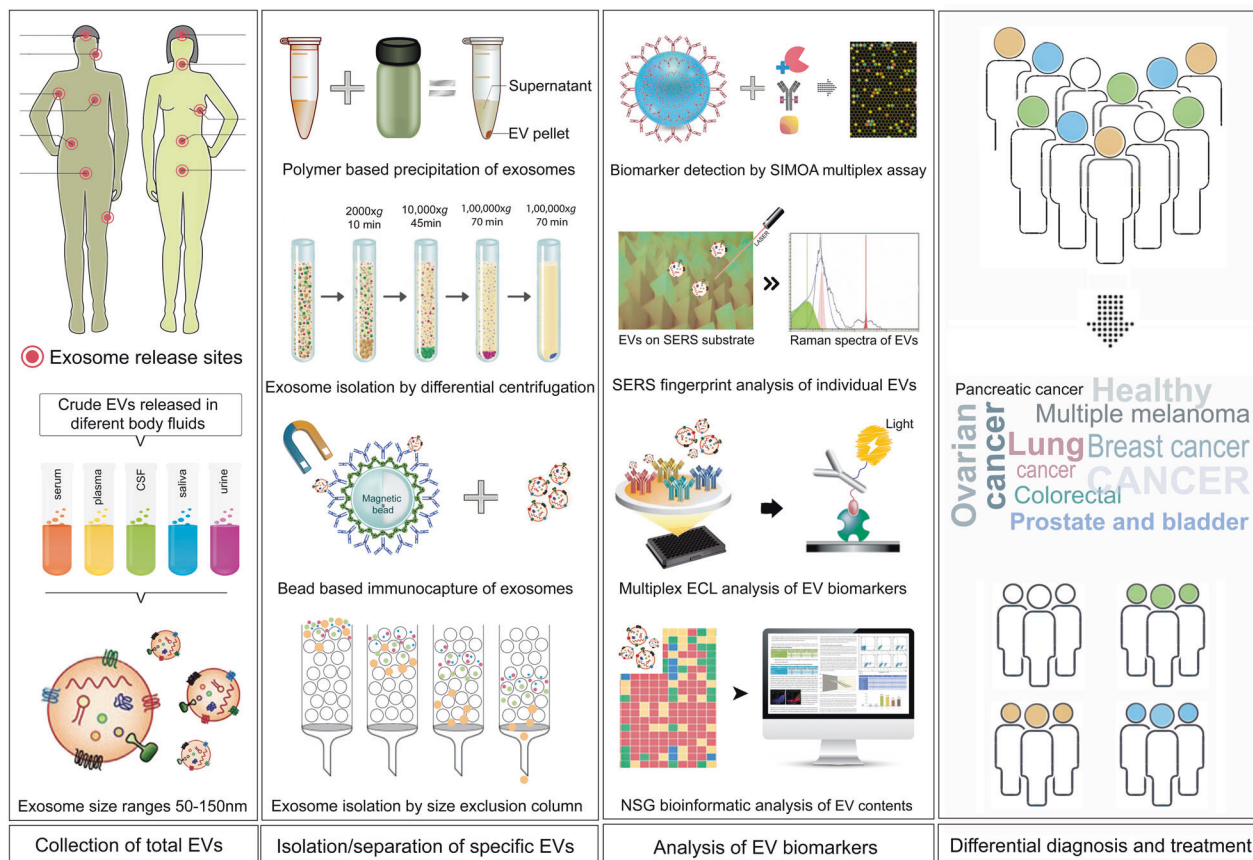 Exosome release sites
Crude EVs released in
diferent body fluids
serum
plasma
CSF
saliva
urine
Exosome size ranges 50-150nm
Collection of total EVs
Supernatant
EV pellet
Polymer based precipitation of exosomes
2000xg
10 min
10,000xg
45min
1,00,000xg
70 min
1,00,000xg
70 min
Exosome isolation by differential centrifugation
Magnetic
bead
Bead based immunocapture of exosomes
Exosome isolation by size exclusion column
Isolation/separation of specific EVs
Biomarker detection by SIMOA multiplex assay
LASER
EVs on SERS substrate
Raman spectra of EVs
SERS fingerprint analysis of individual EVs
Light
Multiplex ECL analysis of EV biomarkers
NSG bioinformatic analysis of EV contents
Analysis of EV biomarkers
Pancreatic cancer
Healthy
Ovarian
cancer
Multiple melanoma
Lung
cancer
Breast cancer
CANCER
Colorectal
Prostate and bladder
Differential diagnosis and treatment